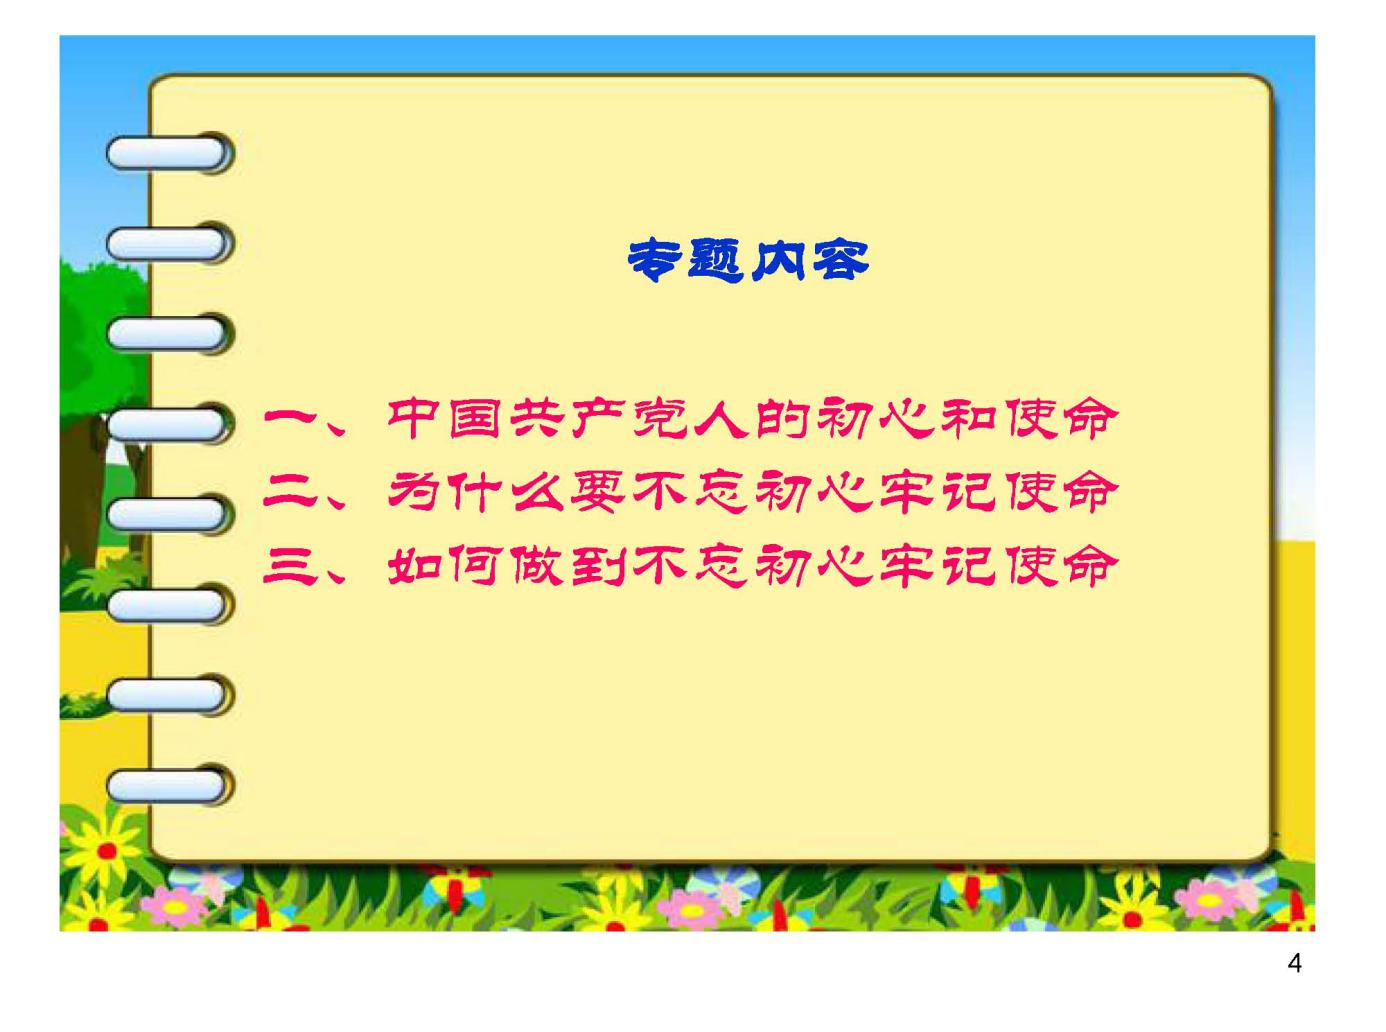 专题内容
一、中国共产党人的初心和使命
二、为什么要不忘初心牢记使命
三、如何做到不忘初心牢记使命
4